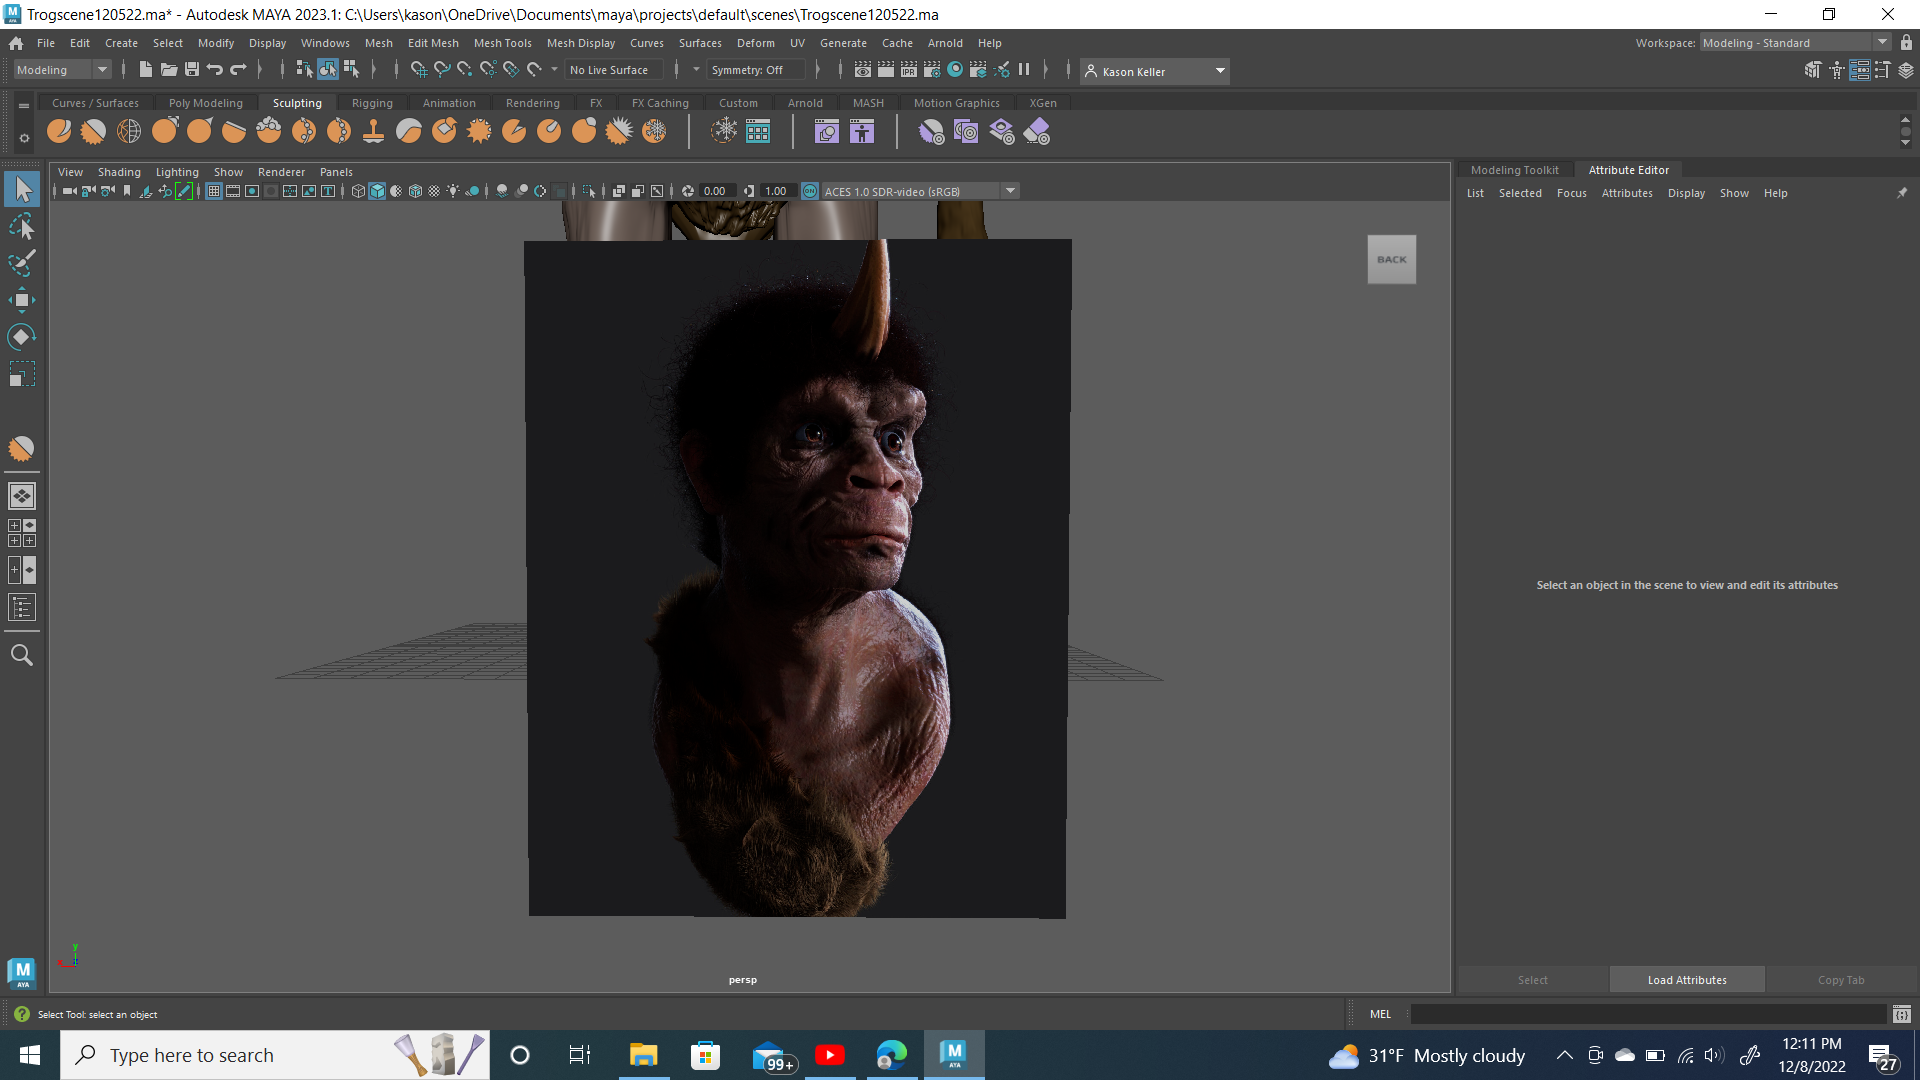 Trogscene120522.ma* - Autodesk MAYA 2023.1: C:\Users\kason\OneDrive\Documents\maya\projects\default\scenes\Trogscene120522.ma
File Edit Create Select Modify Display Windows Mesh Edit Mesh Mesh Tools Mesh Display Curves Surfaces Deform UV Generate Cache Arnold Help Workspace: Modeling - Standard
Modeling No Live Surface Symmetry: Off IPR Kason Keller
Curves / Surfaces Poly Modeling Sculpting Rigging Animation Rendering FX FX Caching Custom Arnold MASH Motion Graphics XGen
View Shading Lighting Show Renderer Panels
0.00 1.00 ON ACES 1.0 SDR-video (sRGB)
Modeling Toolkit Attribute Editor
List Selected Focus Attributes Display Show Help
BACK
Select an object in the scene to view and edit its attributes
y
x z
persp
M
AYA
Select Load Attributes Copy Tab
Select Tool: select an object
MEL
Type here to search
99+
31°F Mostly cloudy
12:11 PM
12/8/2022
27